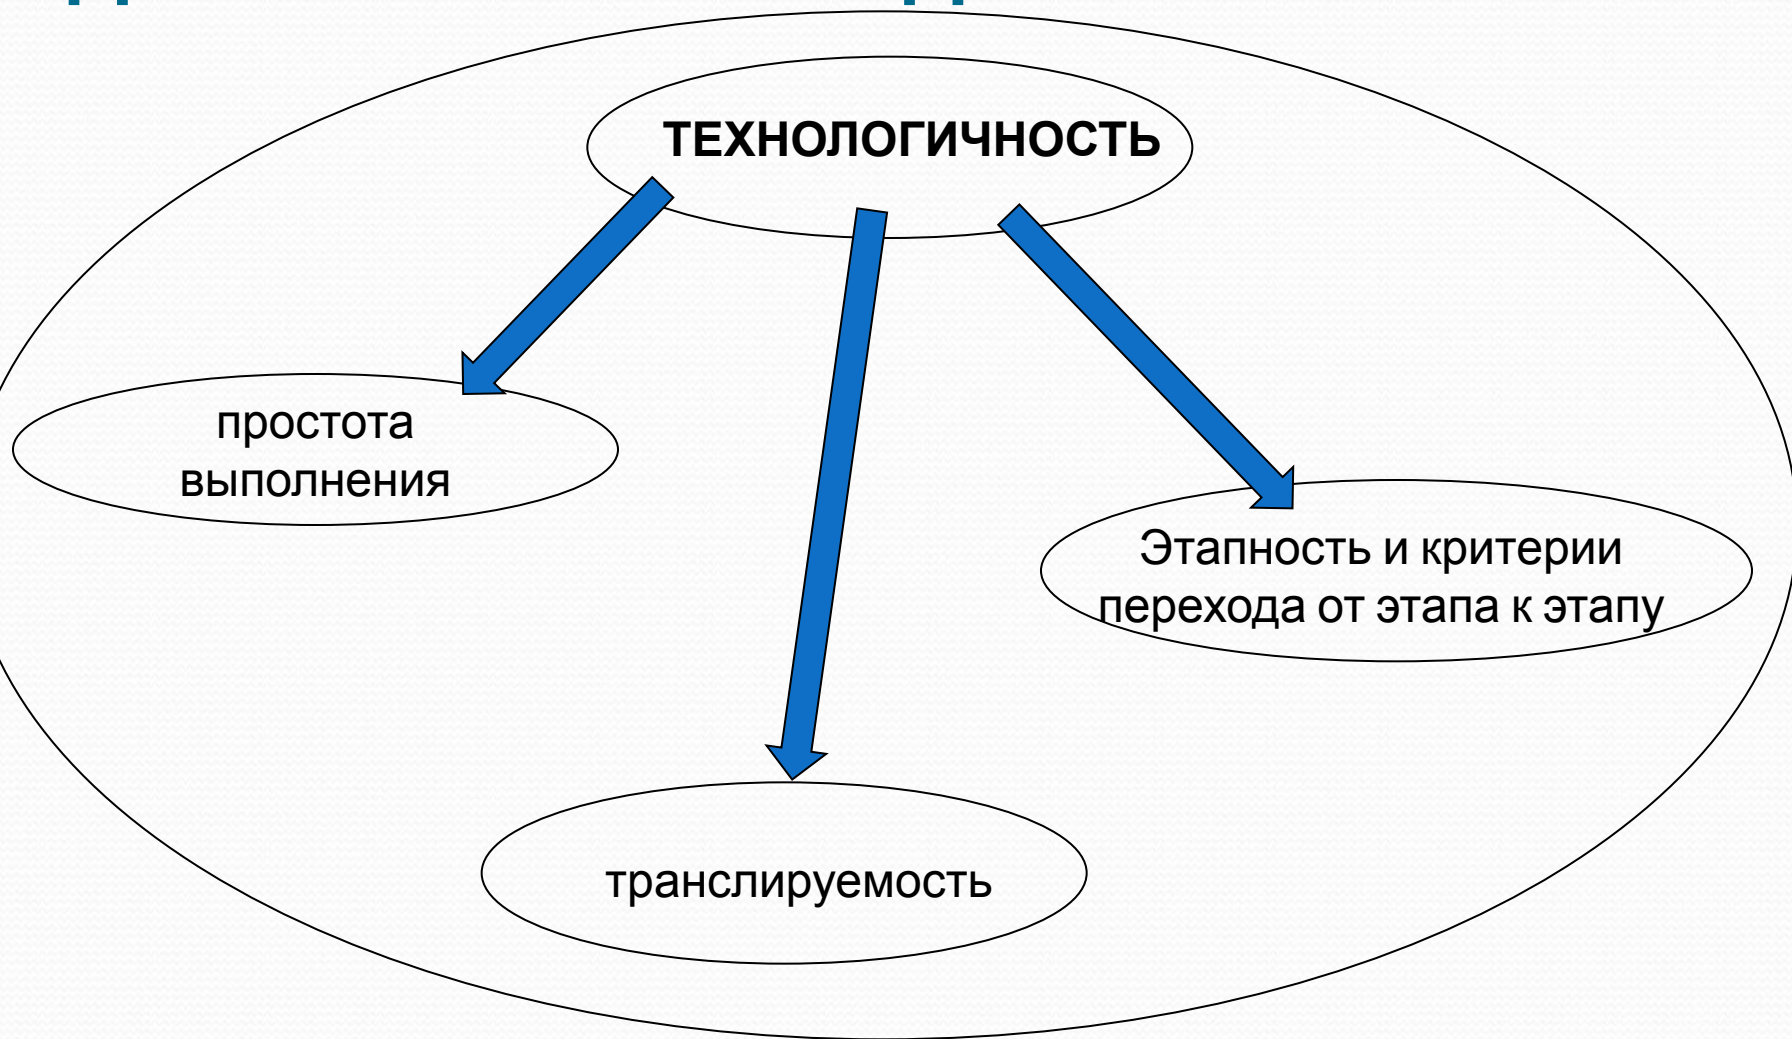 ТЕХНОЛОГИЧНОСТЬ
простота
выполнения
Этапность и критерии
перехода от этапа к этапу
транслируемость